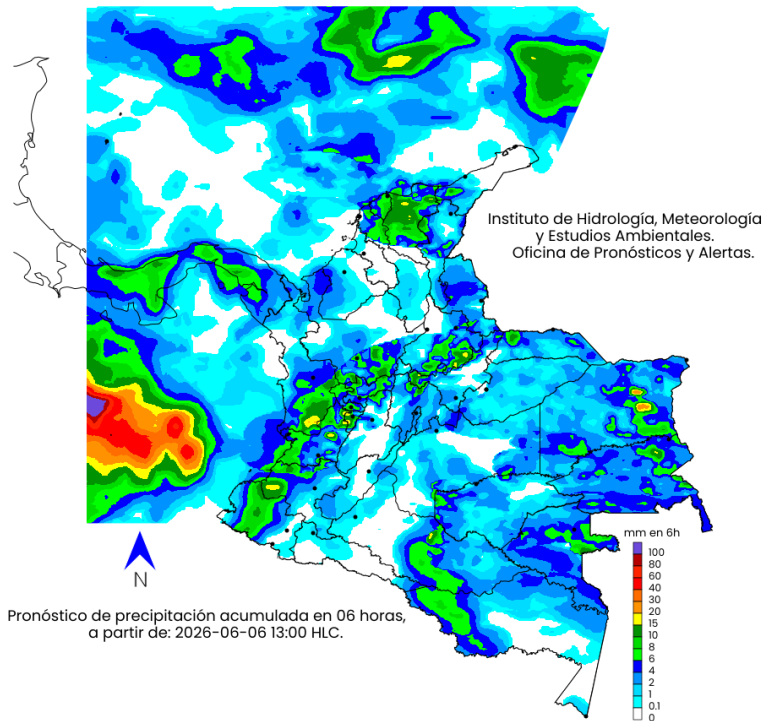 Instituto de Hidrología, Meteorología
y Estudios Ambientales.
Oficina de Pronósticos y Alertas.
mm en 6h
100
80
60
40
30
20
15
10
8
6
4
2
1
0.1
0
N
Pronóstico de precipitación acumulada en 06 horas,
a partir de: 2026-06-06 13:00 HLC.